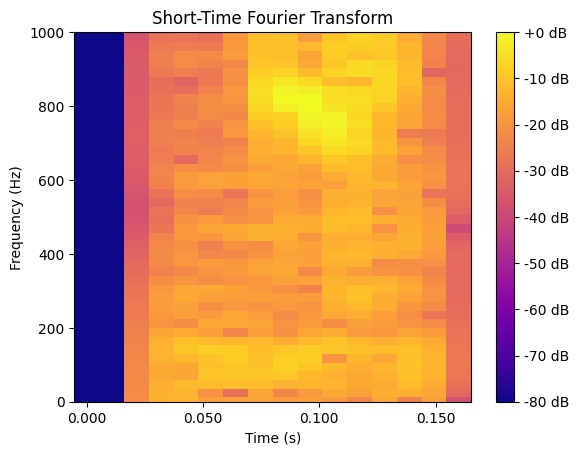 Short-Time Fourier Transform
1000
800
600
400
200
0
Frequency (Hz)
0.000
0.050
0.100
0.150
Time (s)
+0 dB
-10 dB
-20 dB
-30 dB
-40 dB
-50 dB
-60 dB
-70 dB
-80 dB